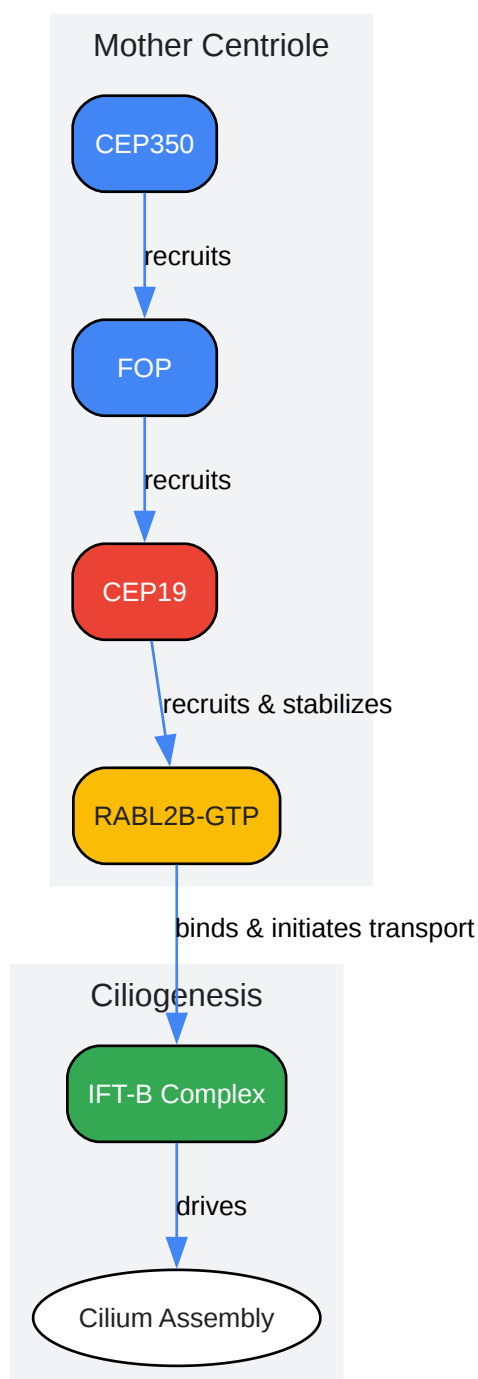 Mother Centriole
CEP350
recruits
FOP
recruits
CEP19
recruits & stabilizes
RABL2B-GTP
binds & initiates transport
Ciliogenesis
IFT-B Complex
drives
Cilium Assembly